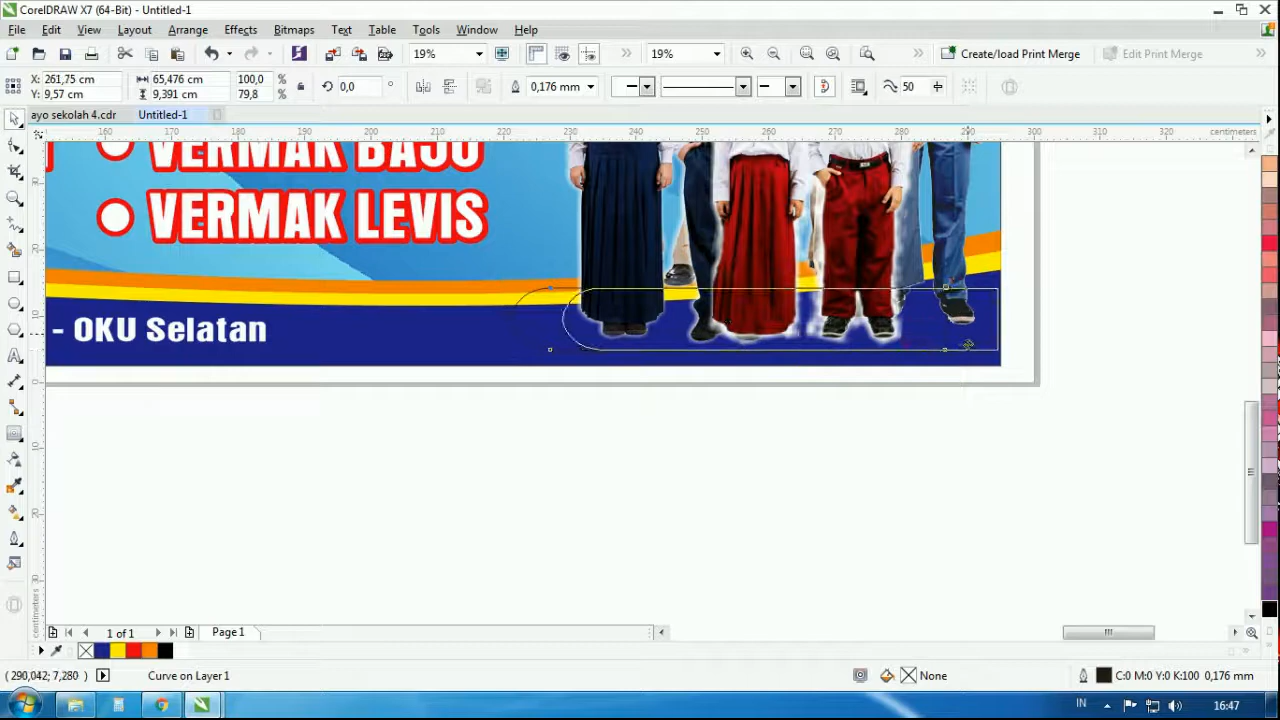 CorelDRAW X7 (64-Bit) - Untitled-1
File Edit View Layout Arrange Effects Bitmaps Text Table Tools Window Help
19% 19% Create/load Print Merge Edit Print Merge
X: 261,75 cm 65,476 cm 100,0 % 0,0 ° 0,176 mm 50
Y: 9,57 cm 9,391 cm 79,8 %
ayo sekolah 4.cdr Untitled-1
160 170 180 190 200 210 220 230 240 250 260 270 280 290 300 310 320 centimeters
VERMAK BAJU
VERMAK LEVIS
- OKU Selatan
centimeters
1 of 1 Page 1
(290,042; 7,280 ) Curve on Layer 1 None C:0 M:0 Y:0 K:100 0,176 mm
IN 16:47